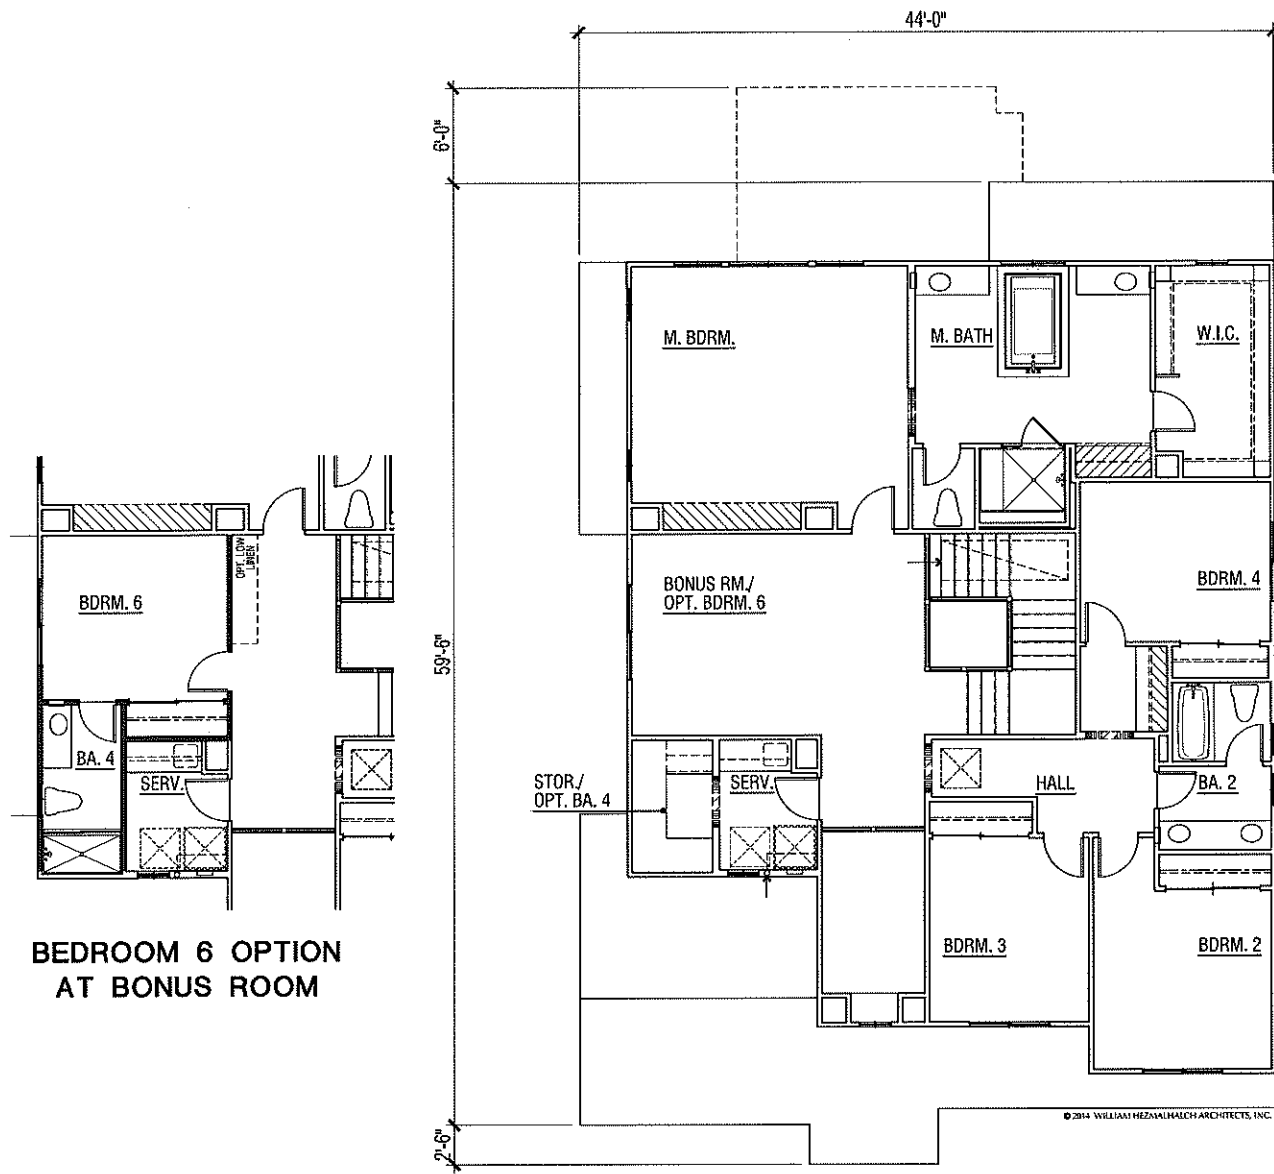 44'-0"
6'-0"
M. BDRM.
M. BATH
W.I.C.
OPT. LOW
LINEN
BDRM. 6
BONUS RM./
OPT. BDRM. 6
BDRM. 4
59'-6"
BA. 4
SERV.
STOR./
OPT. BA. 4
SERV.
HALL
BA. 2
BEDROOM 6 OPTION
AT BONUS ROOM
BDRM. 3
BDRM. 2
© 2014 WILLIAM HEZMALHALCH ARCHITECTS, INC.
2'-6"